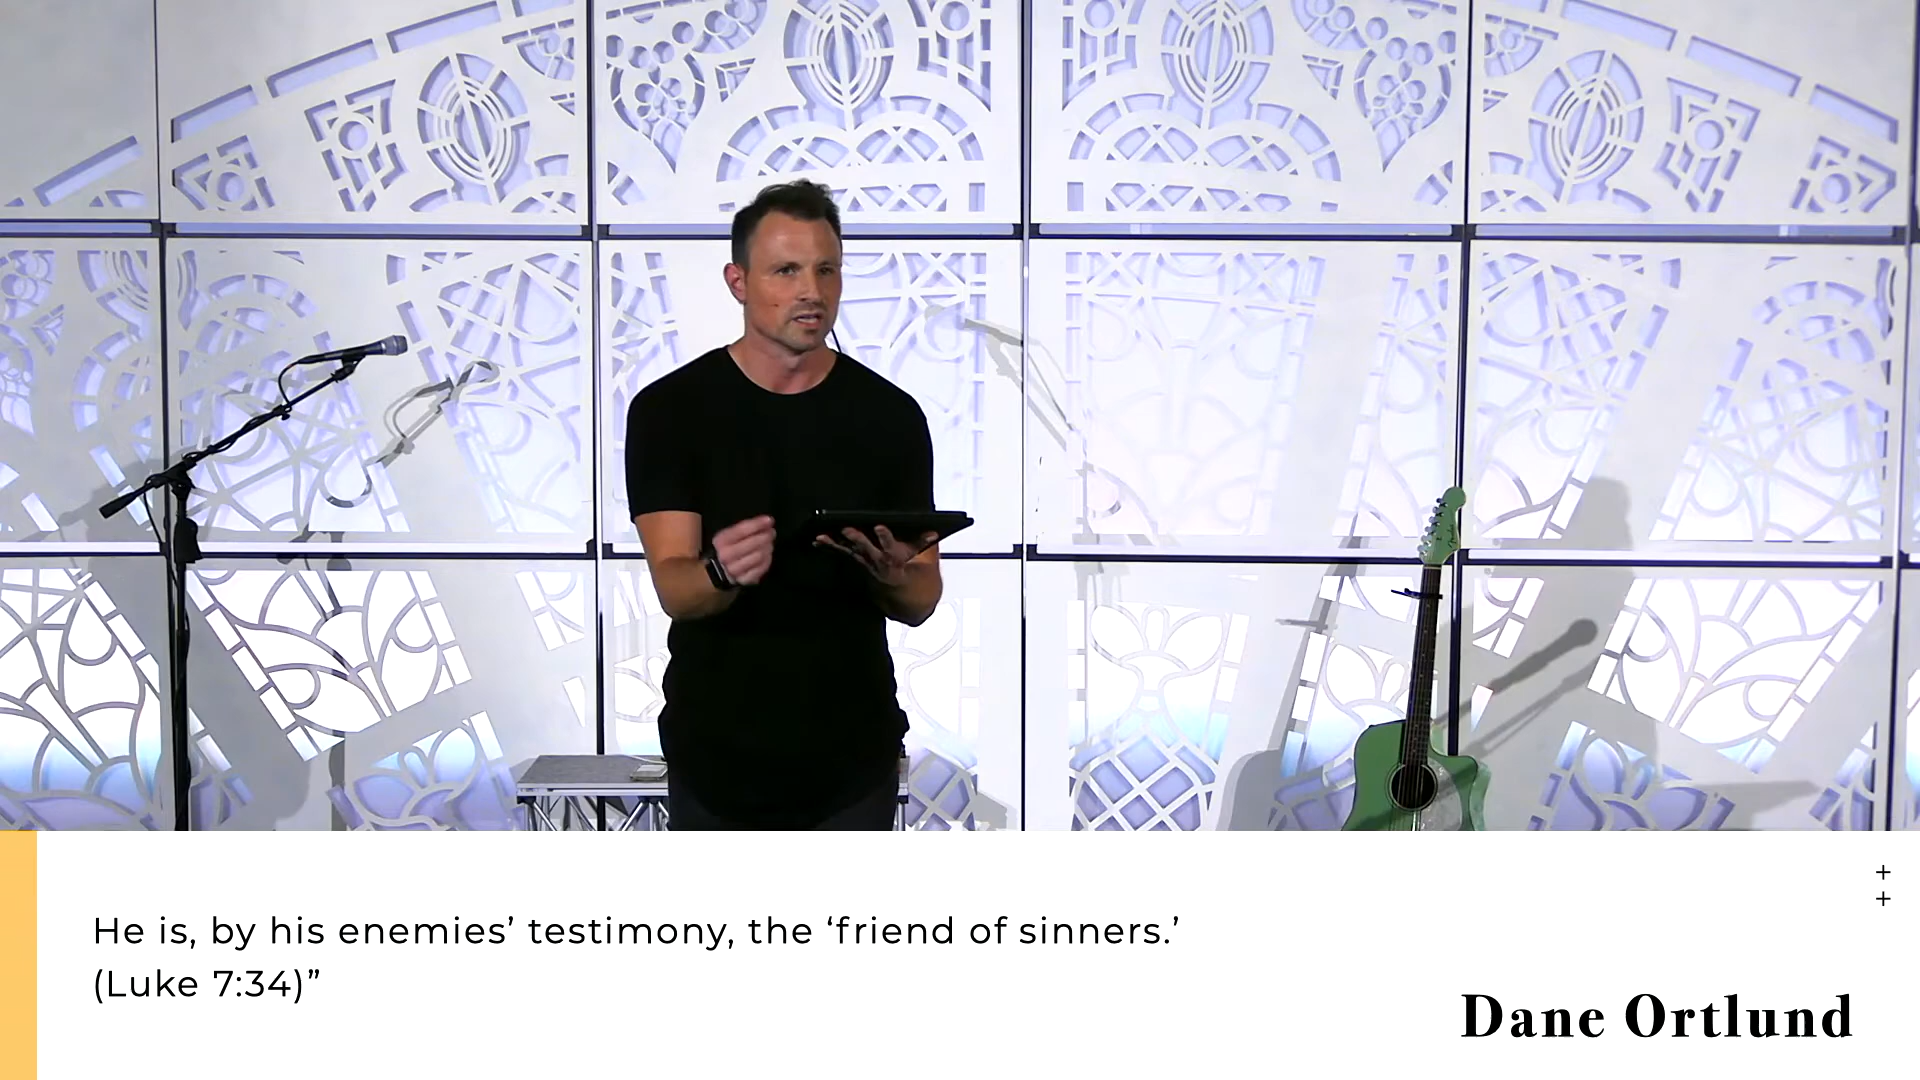 He is, by his enemies’ testimony, the ‘friend of sinners.’
(Luke 7:34)”
Dane Ortlund